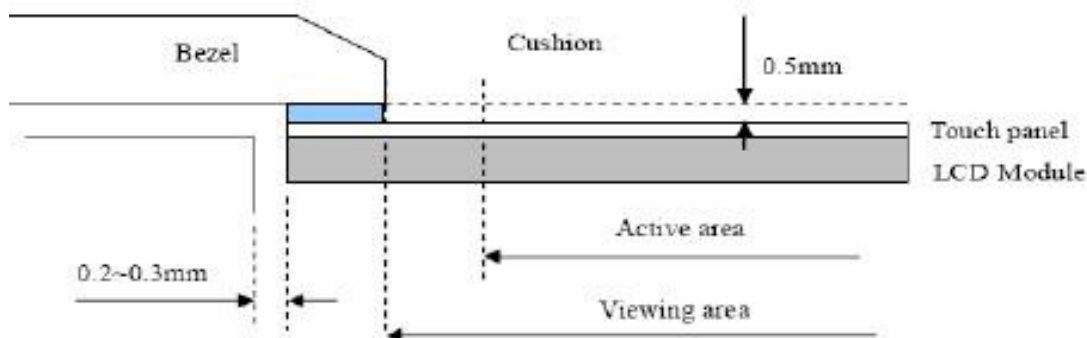 Cushion
Bezel
0.5mm
Touch panel
LCD Module
Active area
0.2~0.3mm
Viewing area